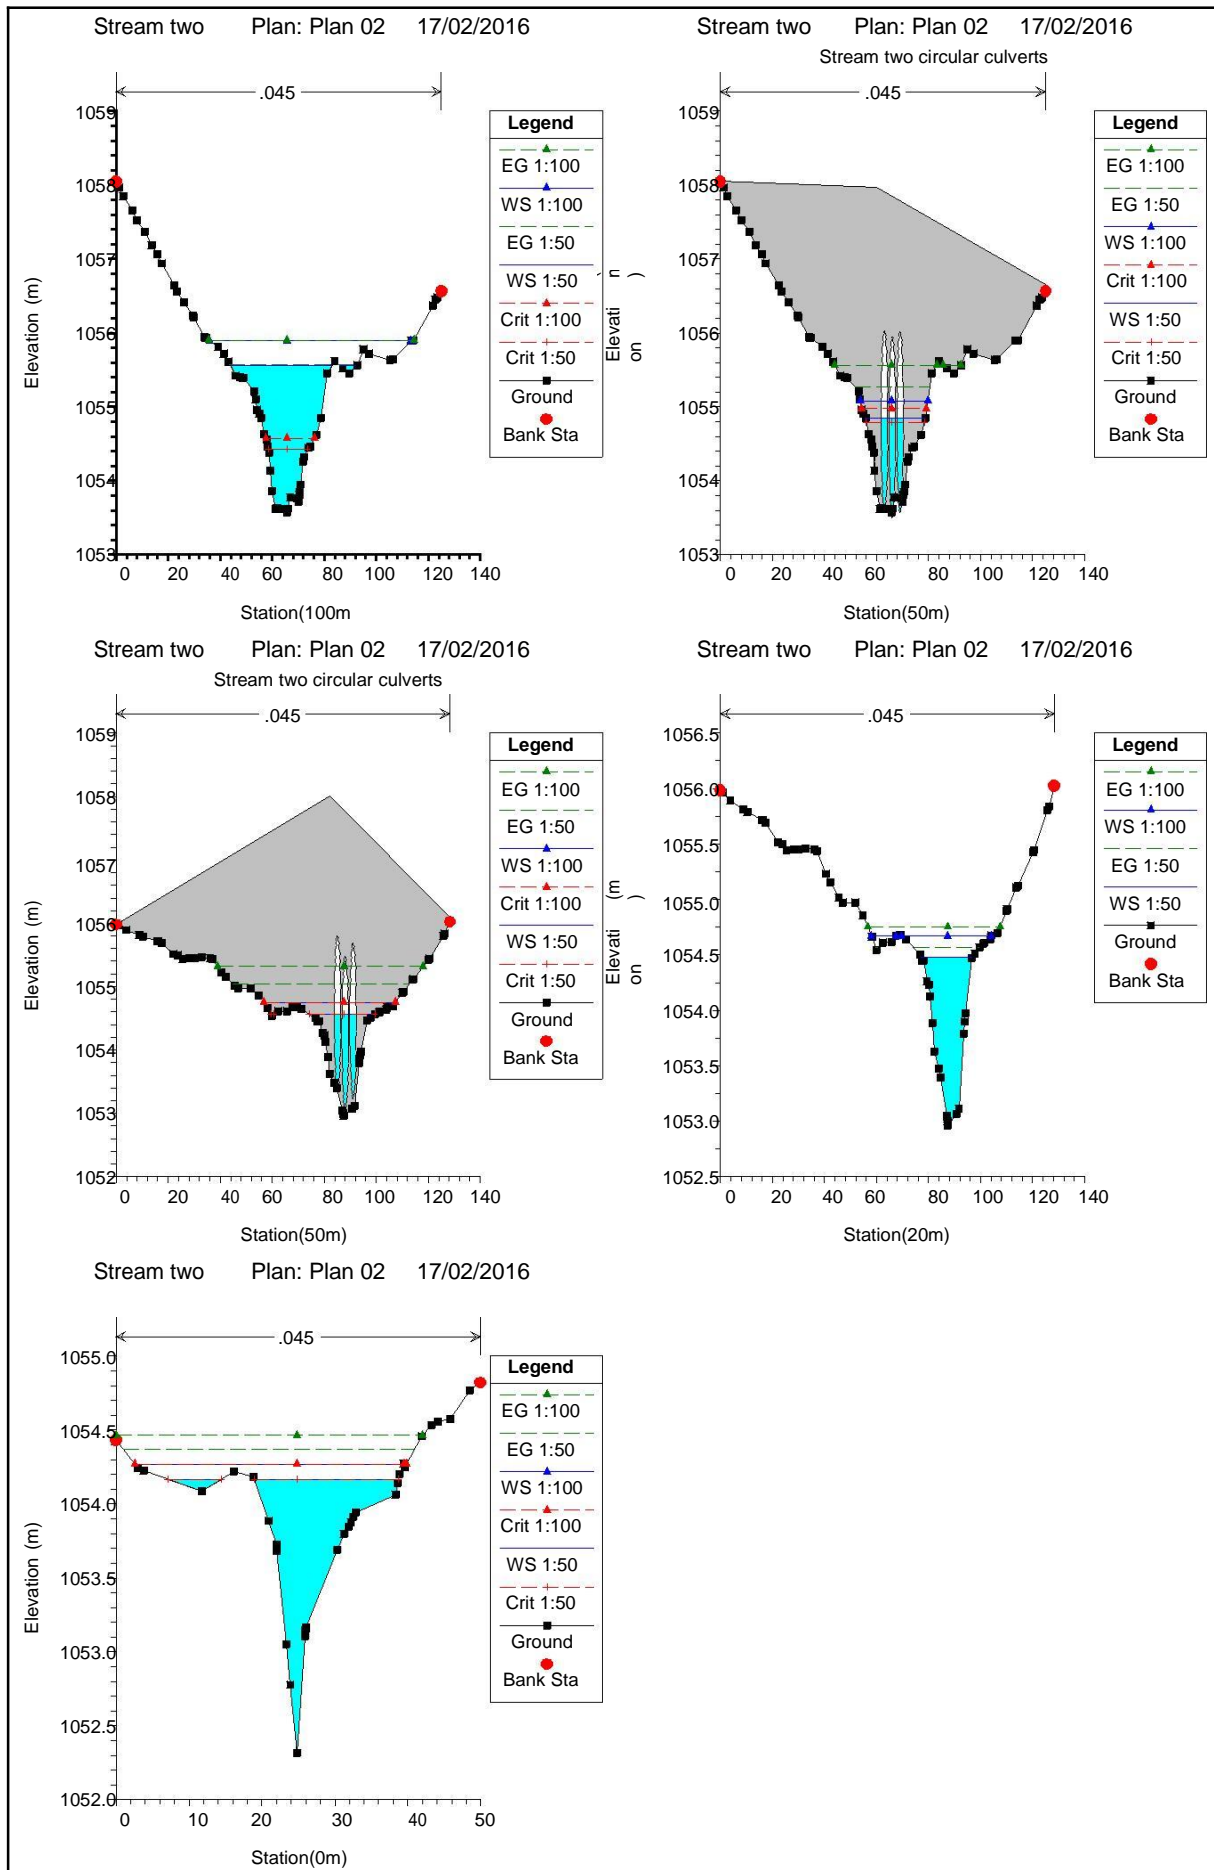 Stream two Plan: Plan 02 17/02/2016
.045
1059
1058
1057
1056
1055
1054
1053
Elevation (m)
0 20 40 60 80 100 120 140
Station(100m
Legend
EG 1:100
WS 1:100
EG 1:50
WS 1:50
Crit 1:100
Crit 1:50
Ground
Bank Sta
Stream two Plan: Plan 02 17/02/2016
Stream two circular culverts
.045
1059
1058
1057
1056
1055
1054
1053
Elevati
on
)
0 20 40 60 80 100 120 140
Station(50m)
Legend
EG 1:100
EG 1:50
WS 1:100
Crit 1:100
WS 1:50
Crit 1:50
Ground
Bank Sta
Stream two Plan: Plan 02 17/02/2016
Stream two circular culverts
.045
1059
1058
1057
1056
1055
1054
1053
1052
Elevation (m)
0 20 40 60 80 100 120 140
Station(50m)
Legend
EG 1:100
EG 1:50
WS 1:100
Crit 1:100
WS 1:50
Crit 1:50
Ground
Bank Sta
Stream two Plan: Plan 02 17/02/2016
.045
1056.5
1056.0
1055.5
1055.0
1054.5
1054.0
1053.5
1053.0
1052.5
Elevati (m
on )
0 20 40 60 80 100 120 140
Station(20m)
Legend
EG 1:100
WS 1:100
EG 1:50
WS 1:50
Ground
Bank Sta
Stream two Plan: Plan 02 17/02/2016
.045
1055.0
1054.5
1054.0
1053.5
1053.0
1052.5
1052.0
Elevation (m)
0 10 20 30 40 50
Station(0m)
Legend
EG 1:100
EG 1:50
WS 1:100
Crit 1:100
WS 1:50
Crit 1:50
Ground
Bank Sta